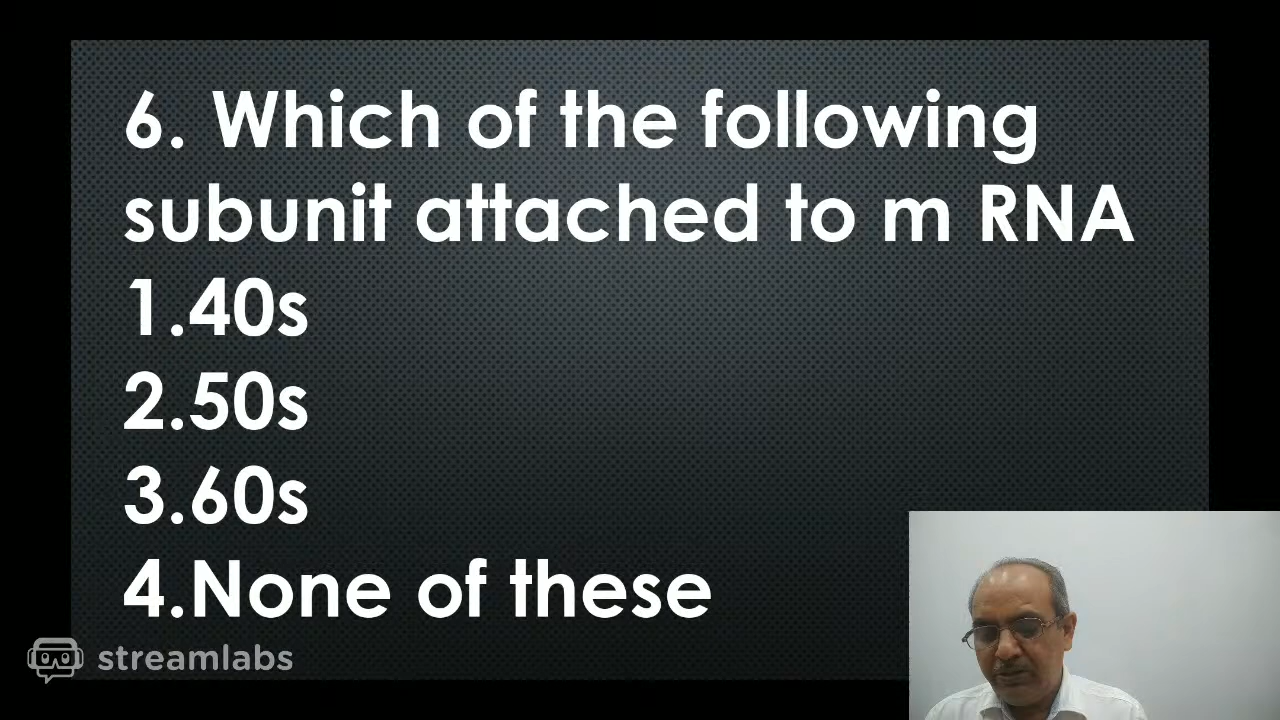 6. Which of the following
subunit attached to m RNA
1.40s
2.50s
3.60s
4.None of these
streamlabs